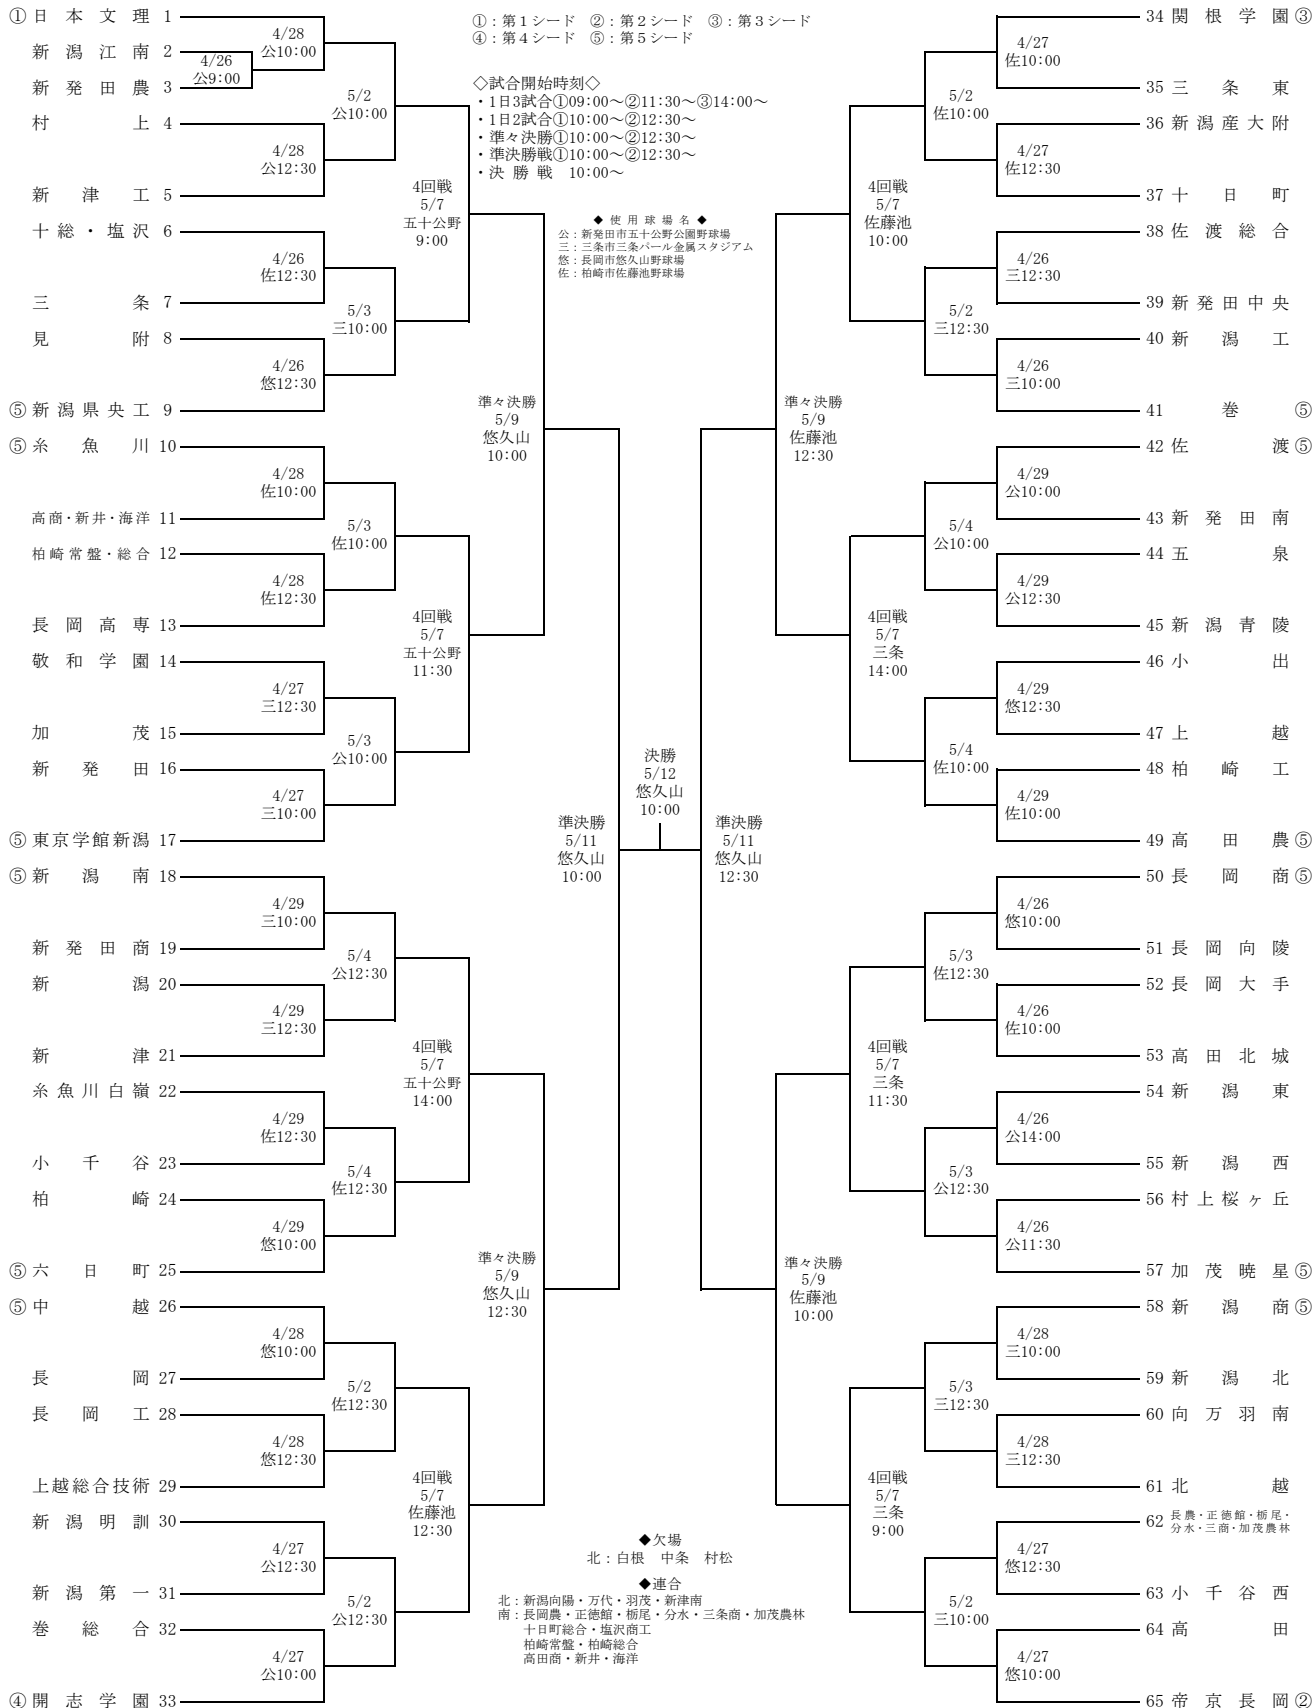 ①：第１シード　②：第２シード　③：第３シード
④：第４シード　⑤：第５シード
◇試合開始時刻◇
・1日3試合①09:00～②11:30～③14:00～
・1日2試合①10:00～②12:30～
・準々決勝①10:00～②12:30～
・準決勝戦①10:00～②12:30～
・決 勝 戦　10:00～
◆ 使 用 球 場 名 ◆
公：新発田市五十公野公園野球場
三：三条市三条パール金属スタジアム
悠：長岡市悠久山野球場
佐：柏崎市佐藤池野球場
① 日本文理 1
新潟江南 2
新発田農 3
村上 4
新津工 5
十総・塩沢 6
三条 7
見附 8
⑤ 新潟県央工 9
⑤ 糸魚川 10
高商・新井・海洋 11
柏崎常盤・総合 12
長岡高専 13
敬和学園 14
加茂 15
新発田 16
⑤ 東京学館新潟 17
⑤ 新潟南 18
新発田商 19
新潟 20
新津 21
糸魚川白嶺 22
小千谷 23
柏崎 24
⑤ 六日町 25
⑤ 中越 26
長岡 27
長岡工 28
上越総合技術 29
新潟明訓 30
新潟第一 31
巻総合 32
④ 開志学園 33
4/26
公9:00
4/28
公10:00
4/28
公12:30
4/26
佐12:30
4/26
悠12:30
4/28
佐10:00
4/28
佐12:30
4/27
三12:30
4/27
三10:00
4/29
三10:00
4/29
三12:30
4/29
佐12:30
4/29
悠10:00
4/28
悠10:00
4/28
悠12:30
4/27
公12:30
4/27
公10:00
5/2
公10:00
5/3
三10:00
5/3
佐10:00
5/3
公10:00
5/4
公12:30
5/4
佐12:30
5/2
佐12:30
5/2
公12:30
4回戦
5/7
五十公野
9:00
4回戦
5/7
五十公野
11:30
4回戦
5/7
五十公野
14:00
4回戦
5/7
佐藤池
12:30
準々決勝
5/9
悠久山
10:00
準々決勝
5/9
悠久山
12:30
準決勝
5/11
悠久山
10:00
決勝
5/12
悠久山
10:00
準決勝
5/11
悠久山
12:30
準々決勝
5/9
佐藤池
12:30
準々決勝
5/9
佐藤池
10:00
4回戦
5/7
佐藤池
10:00
4回戦
5/7
三条
14:00
4回戦
5/7
三条
11:30
4回戦
5/7
三条
9:00
5/2
佐10:00
5/2
三12:30
5/4
公10:00
5/4
佐10:00
5/3
佐12:30
5/3
公12:30
5/3
三12:30
5/2
三10:00
4/27
佐10:00
4/27
佐12:30
4/26
三12:30
4/26
三10:00
4/29
公10:00
4/29
公12:30
4/29
悠12:30
4/29
佐10:00
4/26
悠10:00
4/26
佐10:00
4/26
公14:00
4/26
公11:30
4/28
三10:00
4/28
三12:30
4/27
悠12:30
4/27
悠10:00
34 関根学園 ③
35 三条東
36 新潟産大附
37 十日町
38 佐渡総合
39 新発田中央
40 新潟工
41 巻 ⑤
42 佐渡 ⑤
43 新発田南
44 五泉
45 新潟青陵
46 小出
47 上越
48 柏崎工
49 高田農 ⑤
50 長岡商 ⑤
51 長岡向陵
52 長岡大手
53 高田北城
54 新潟東
55 新潟西
56 村上桜ヶ丘
57 加茂暁星 ⑤
58 新潟商 ⑤
59 新潟北
60 向万羽南
61 北越
62 長農・正徳館・栃尾・
分水・三商・加茂農林
63 小千谷西
64 高田
65 帝京長岡 ②
◆欠場
北：白根　中条　村松
◆連合
北：新潟向陽・万代・羽茂・新津南
南：長岡農・正徳館・栃尾・分水・三条商・加茂農林
十日町総合・塩沢商工
柏崎常盤・柏崎総合
高田商・新井・海洋